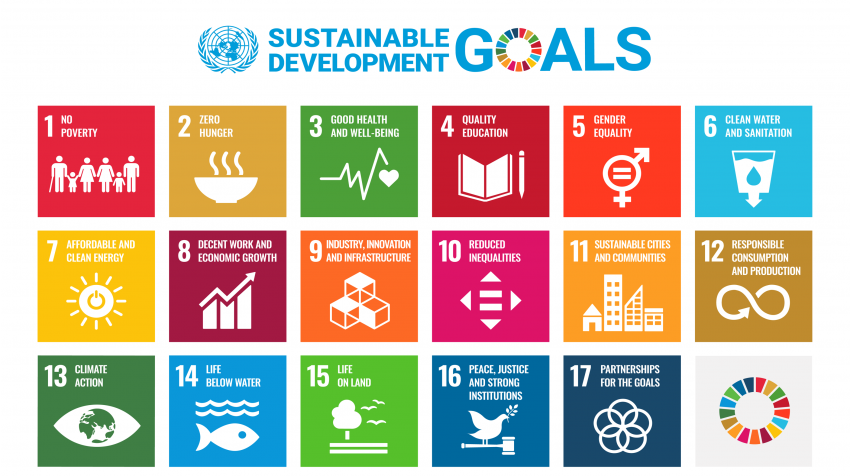 SUSTAINABLE
DEVELOPMENT
GOALS
1 NO
POVERTY
2 ZERO
HUNGER
3 GOOD HEALTH
AND WELL-BEING
4 QUALITY
EDUCATION
5 GENDER
EQUALITY
6 CLEAN WATER
AND SANITATION
7 AFFORDABLE AND
CLEAN ENERGY
8 DECENT WORK AND
ECONOMIC GROWTH
9 INDUSTRY, INNOVATION
AND INFRASTRUCTURE
10 REDUCED
INEQUALITIES
11 SUSTAINABLE CITIES
AND COMMUNITIES
12 RESPONSIBLE
CONSUMPTION
AND PRODUCTION
13 CLIMATE
ACTION
14 LIFE
BELOW WATER
15 LIFE
ON LAND
16 PEACE, JUSTICE
AND STRONG
INSTITUTIONS
17 PARTNERSHIPS
FOR THE GOALS